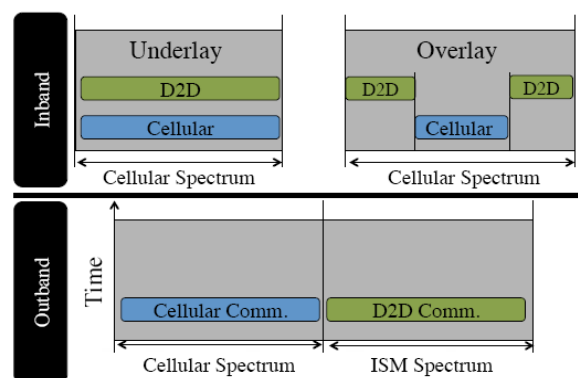 Inband
Underlay
D2D
Cellular
Cellular Spectrum
Overlay
D2D
D2D
Cellular
Cellular Spectrum
Outband
Time
Cellular Comm.
D2D Comm.
Cellular Spectrum
ISM Spectrum